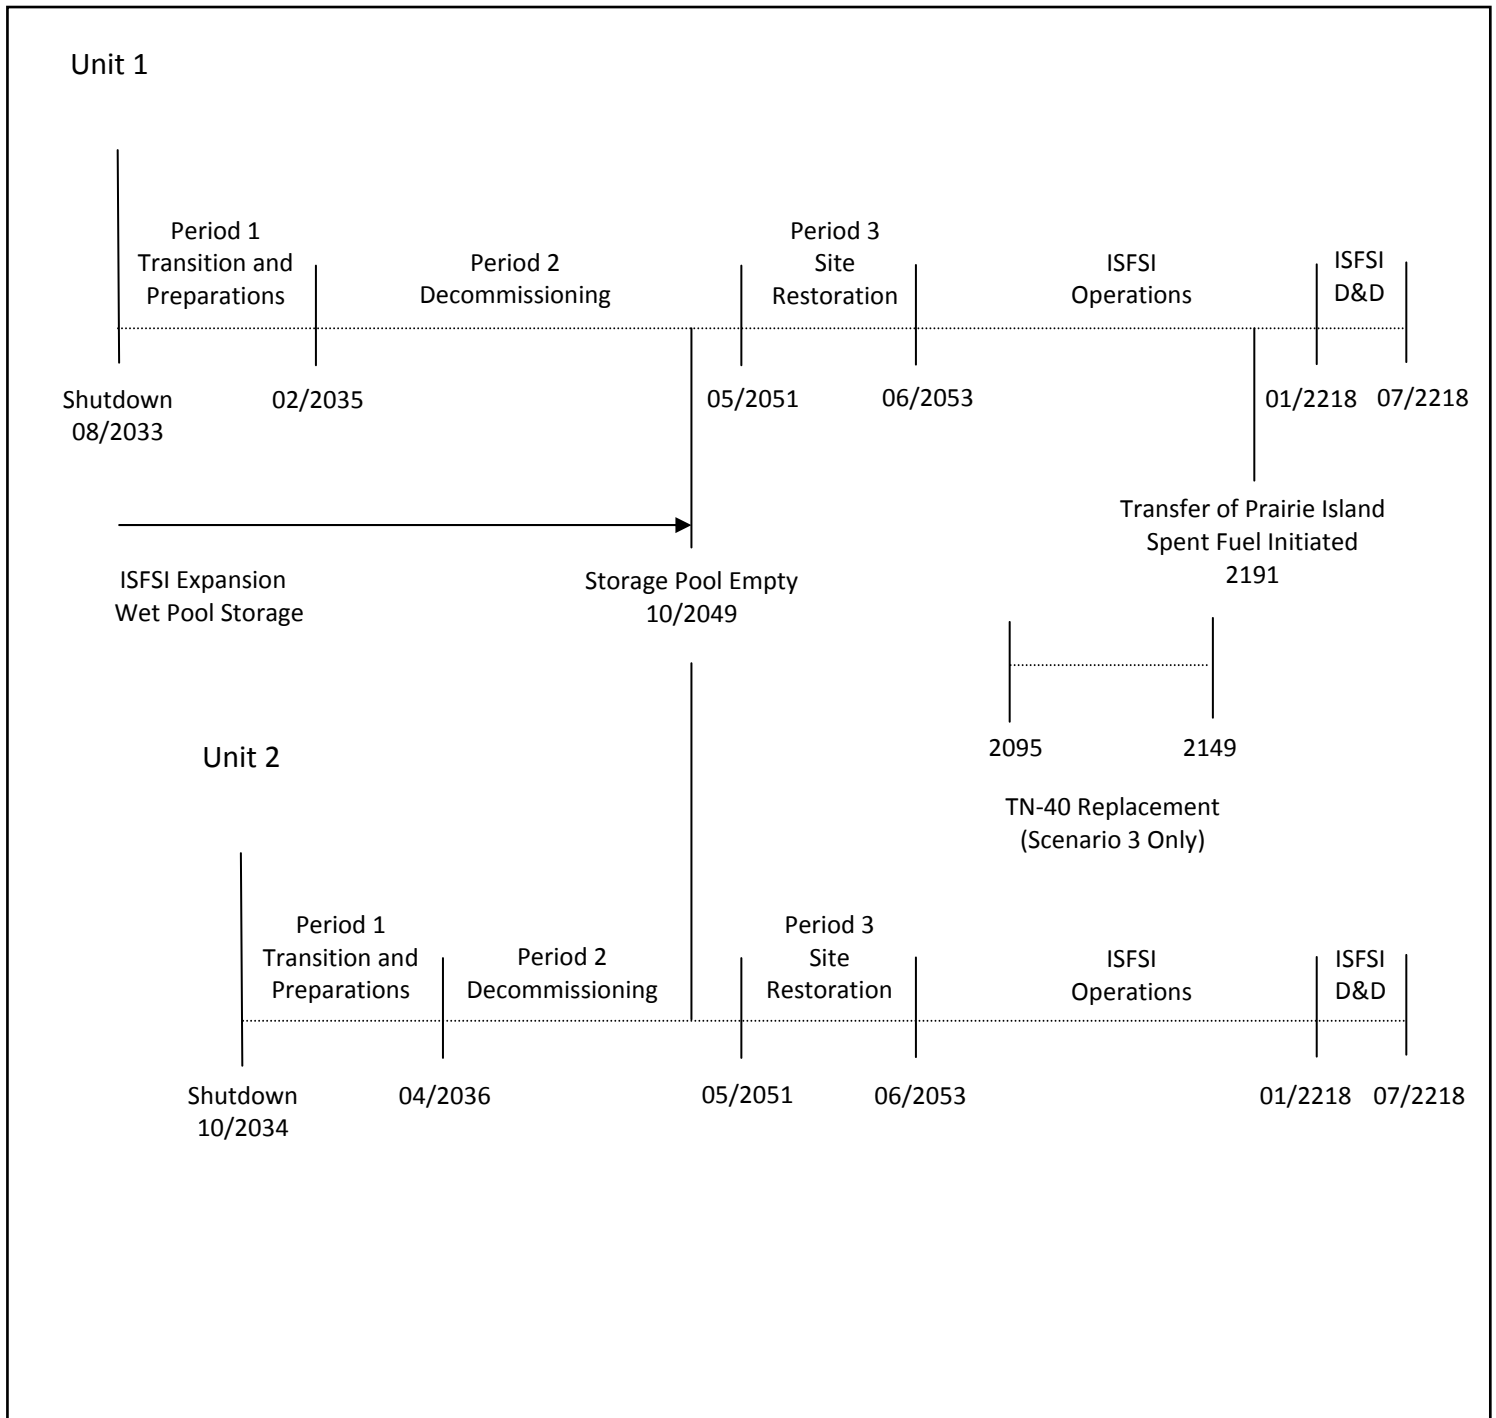 Unit 1
Period 1
Transition and
Preparations
Period 2
Decommissioning
Period 3
Site
Restoration
ISFSI
Operations
ISFSI
D&D
Shutdown
08/2033
02/2035
05/2051
06/2053
01/2218
07/2218
ISFSI Expansion
Wet Pool Storage
Storage Pool Empty
10/2049
Transfer of Prairie Island
Spent Fuel Initiated
2191
2095
2149
TN-40 Replacement
(Scenario 3 Only)
Unit 2
Period 1
Transition and
Preparations
Period 2
Decommissioning
Period 3
Site
Restoration
ISFSI
Operations
ISFSI
D&D
Shutdown
10/2034
04/2036
05/2051
06/2053
01/2218
07/2218